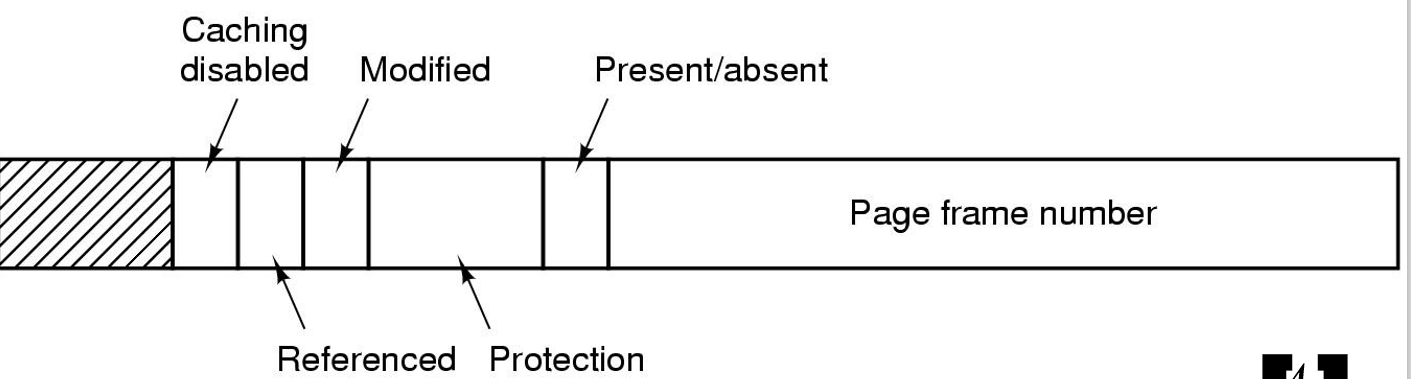 Caching
disabled
Modified
Present/absent
Page frame number
Referenced
Protection